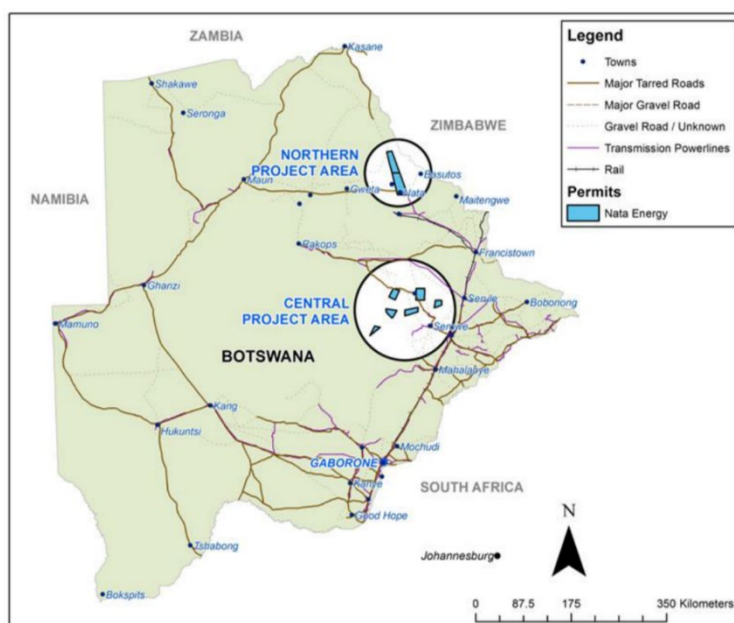 ZAMBIA
Kasane
Shakawe
Seronga
ZIMBABWE
NORTHERN
PROJECT AREA
Basutos
NAMIBIA
Maun
Gweta
Nata
Maitengwe
Rakops
Francistown
Ghanzi
CENTRAL
PROJECT AREA
Serule
Bobonong
Mamuno
Serowe
BOTSWANA
Mahalapye
Kang
Hukuntsi
Mochudi
GABORONE
Kanye
SOUTH AFRICA
Good Hope
Tshabong
Johannesburg
Bokspits
Legend
Towns
Major Tarred Roads
Major Gravel Road
Gravel Road / Unknown
Transmission Powerlines
Rail
Permits
Nata Energy
N
0 87.5 175 350 Kilometers